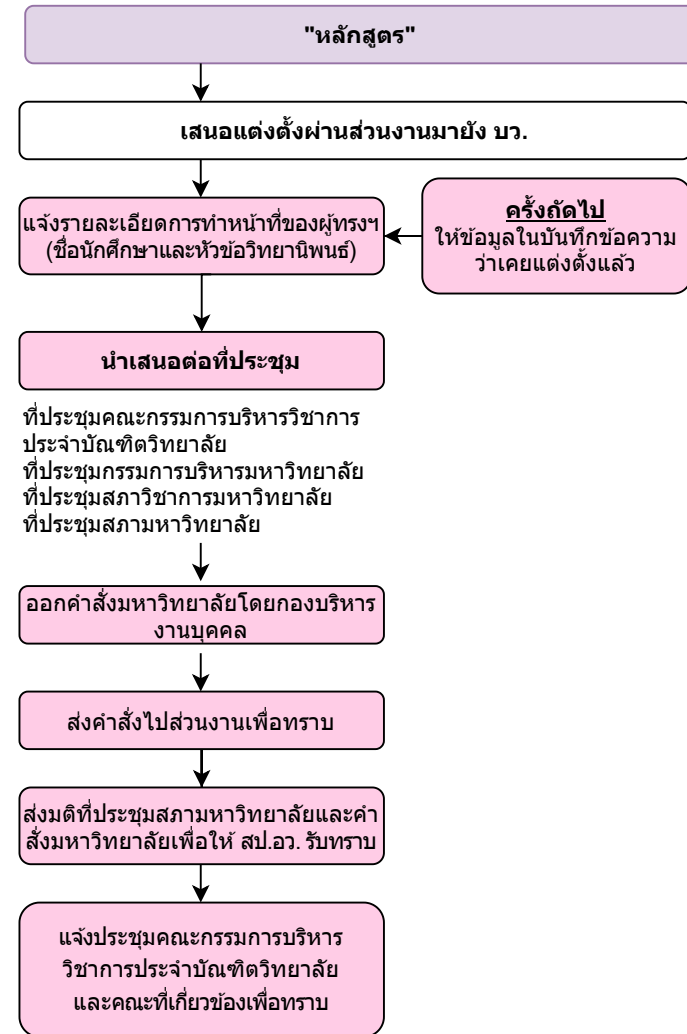 "หลักสูตร"
เสนอแต่งตั้งผ่านส่วนงานมายัง บว.
แจ้งรายละเอียดการทำหน้าที่ของผู้ทรงฯ
(ชื่อนักศึกษาและหัวข้อวิทยานิพนธ์)
ครั้งถัดไป
ให้ข้อมูลในบันทึกข้อความ
ว่าเคยแต่งตั้งแล้ว
นำเสนอต่อที่ประชุม
ที่ประชุมคณะกรรมการบริหารวิชาการ
ประจำบัณฑิตวิทยาลัย
ที่ประชุมกรรมการบริหารมหาวิทยาลัย
ที่ประชุมสภาวิชาการมหาวิทยาลัย
ที่ประชุมสภามหาวิทยาลัย
ออกคำสั่งมหาวิทยาลัยโดยกองบริหาร
งานบุคคล
ส่งคำสั่งไปส่วนงานเพื่อทราบ
ส่งมติที่ประชุมสภามหาวิทยาลัยและคำ
สั่งมหาวิทยาลัยเพื่อให้ สป.อว. รับทราบ
แจ้งประชุมคณะกรรมการบริหาร
วิชาการประจำบัณฑิตวิทยาลัย
และคณะที่เกี่ยวข้องเพื่อทราบ